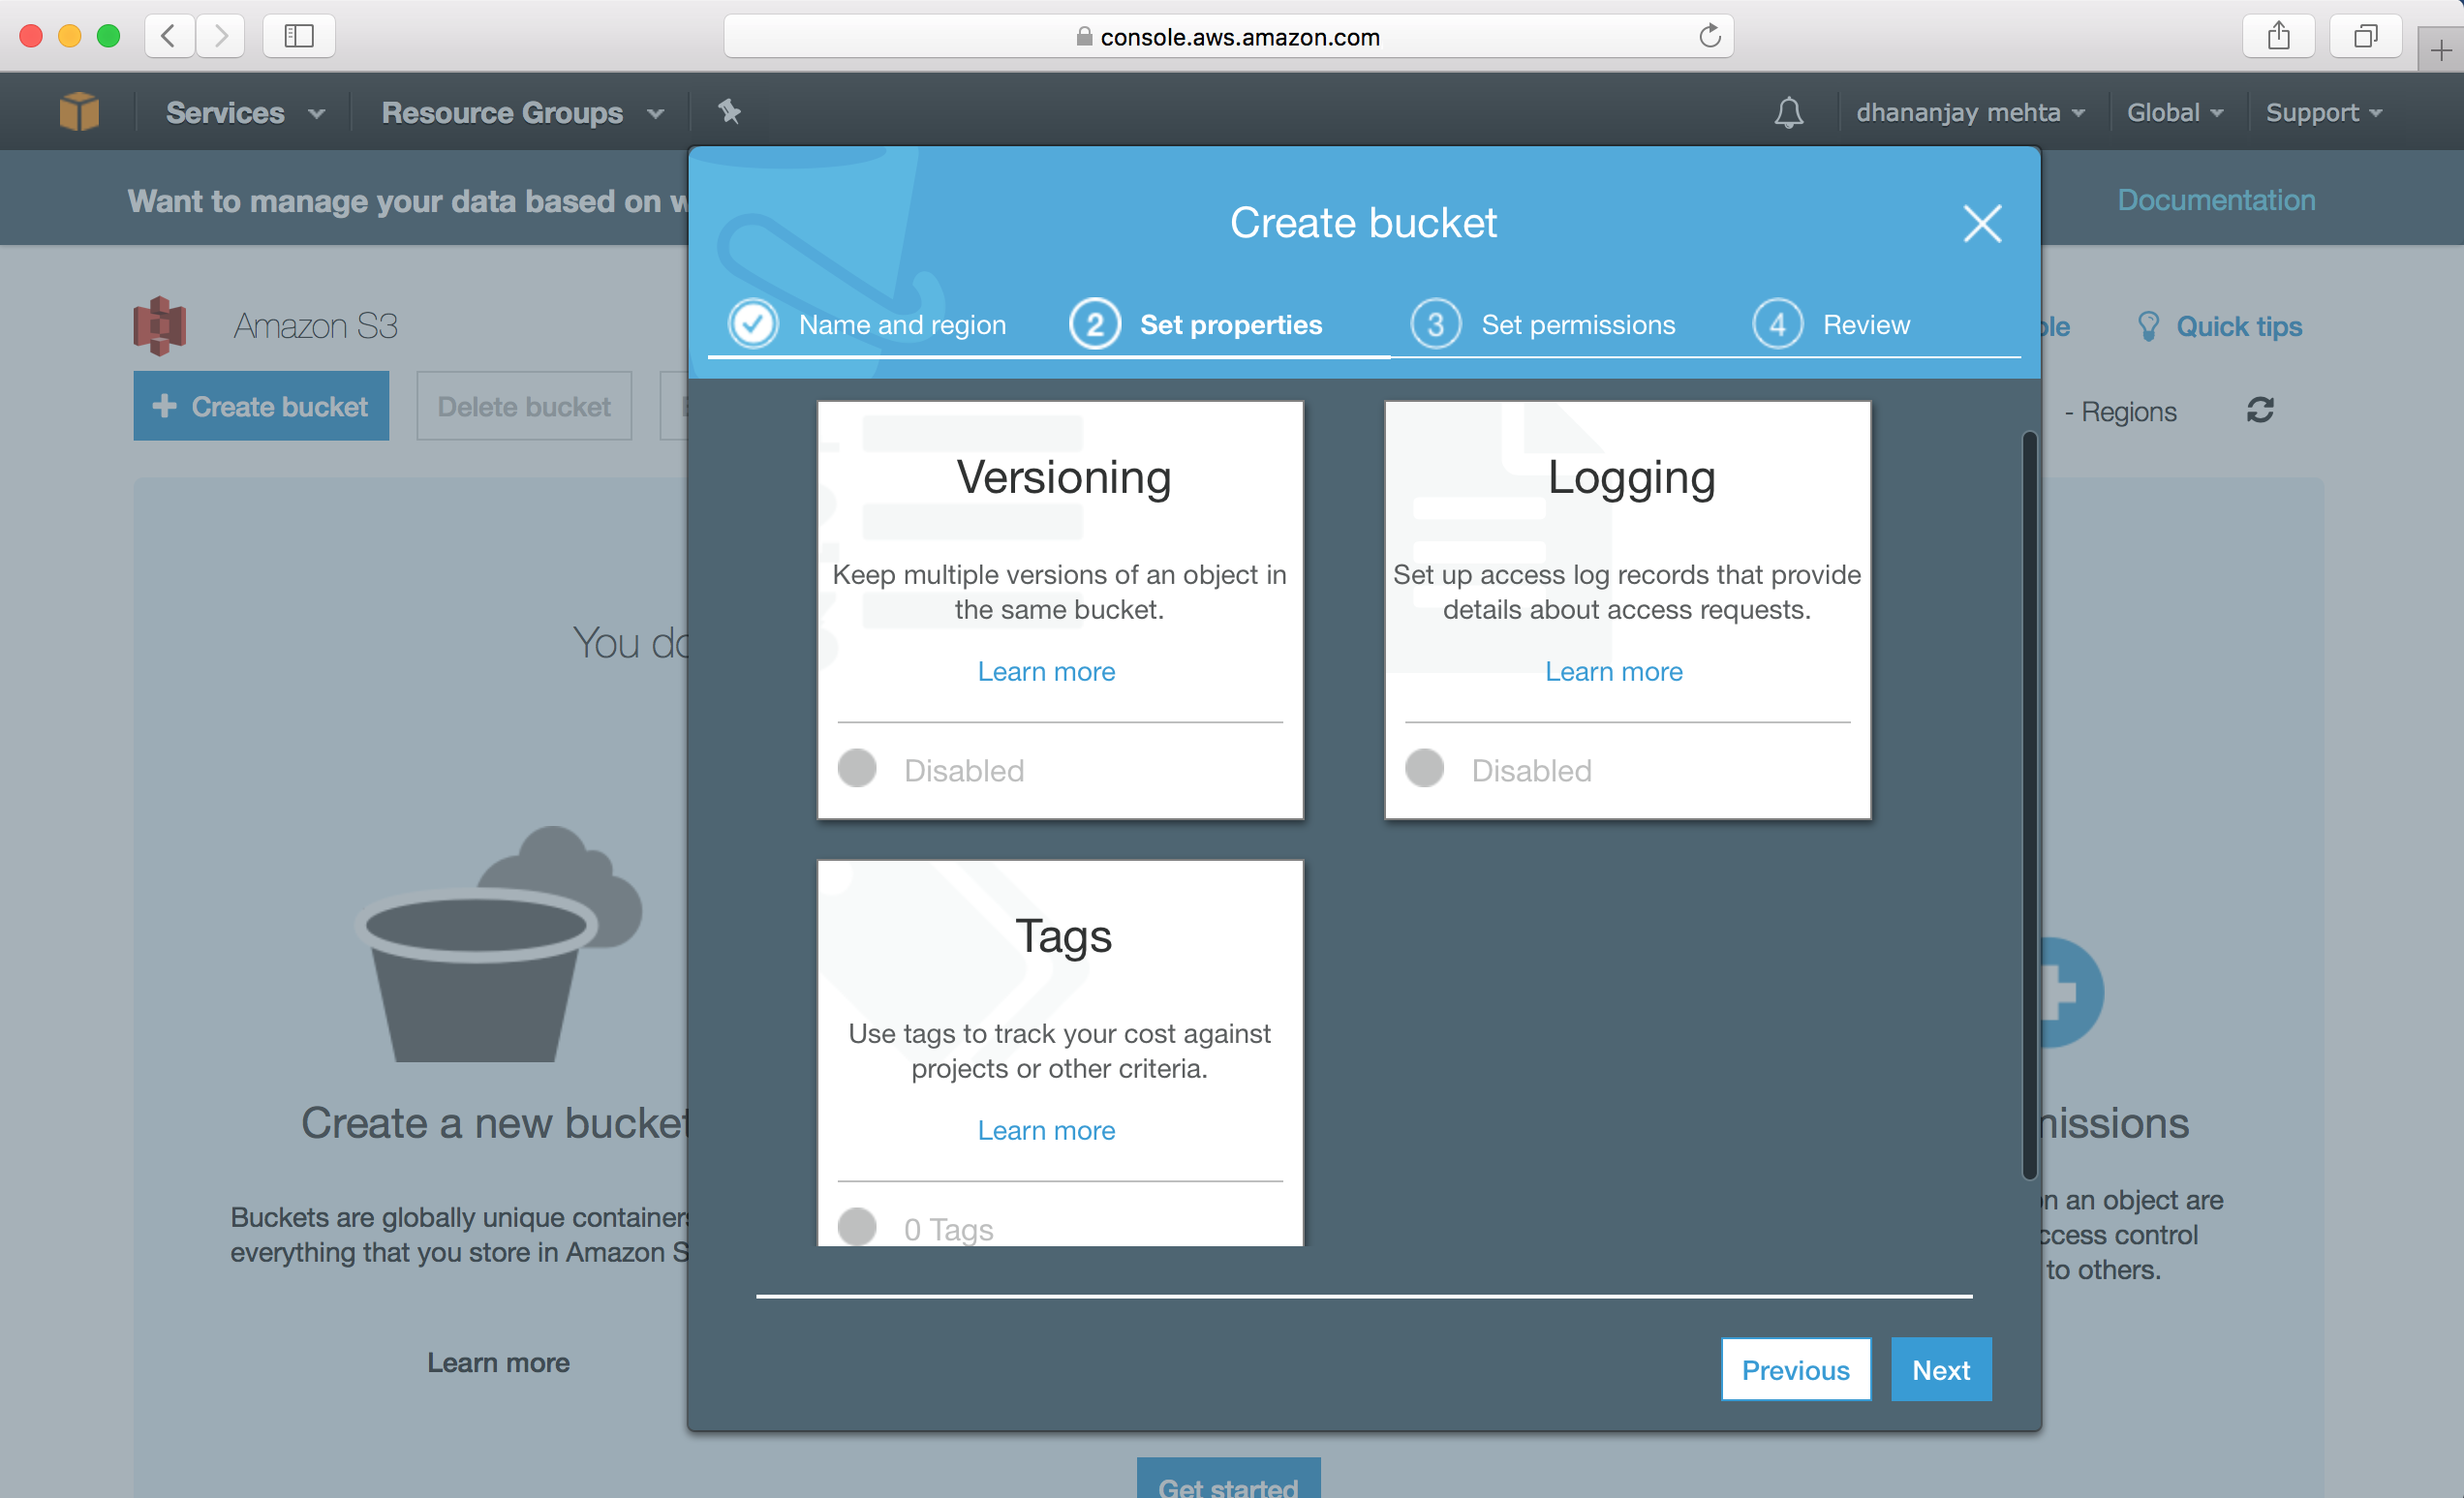 console.aws.amazon.com
Services
Resource Groups
dhananjay mehta
Global
Support
Want to manage your data based on
Documentation
Create bucket
Name and region
2 Set properties
3 Set permissions
4 Review
Amazon S3
Quick tips
Create bucket
Delete bucket
- Regions
Versioning
Keep multiple versions of an object in
the same bucket.
Learn more
Disabled
Logging
Set up access log records that provide
details about access requests.
Learn more
Disabled
Tags
Use tags to track your cost against
projects or other criteria.
Learn more
0 Tags
You do
Create a new bucket
Buckets are globally unique containers
everything that you store in Amazon S
Learn more
missions
n an object are
ccess control
to others.
Previous
Next
Get started